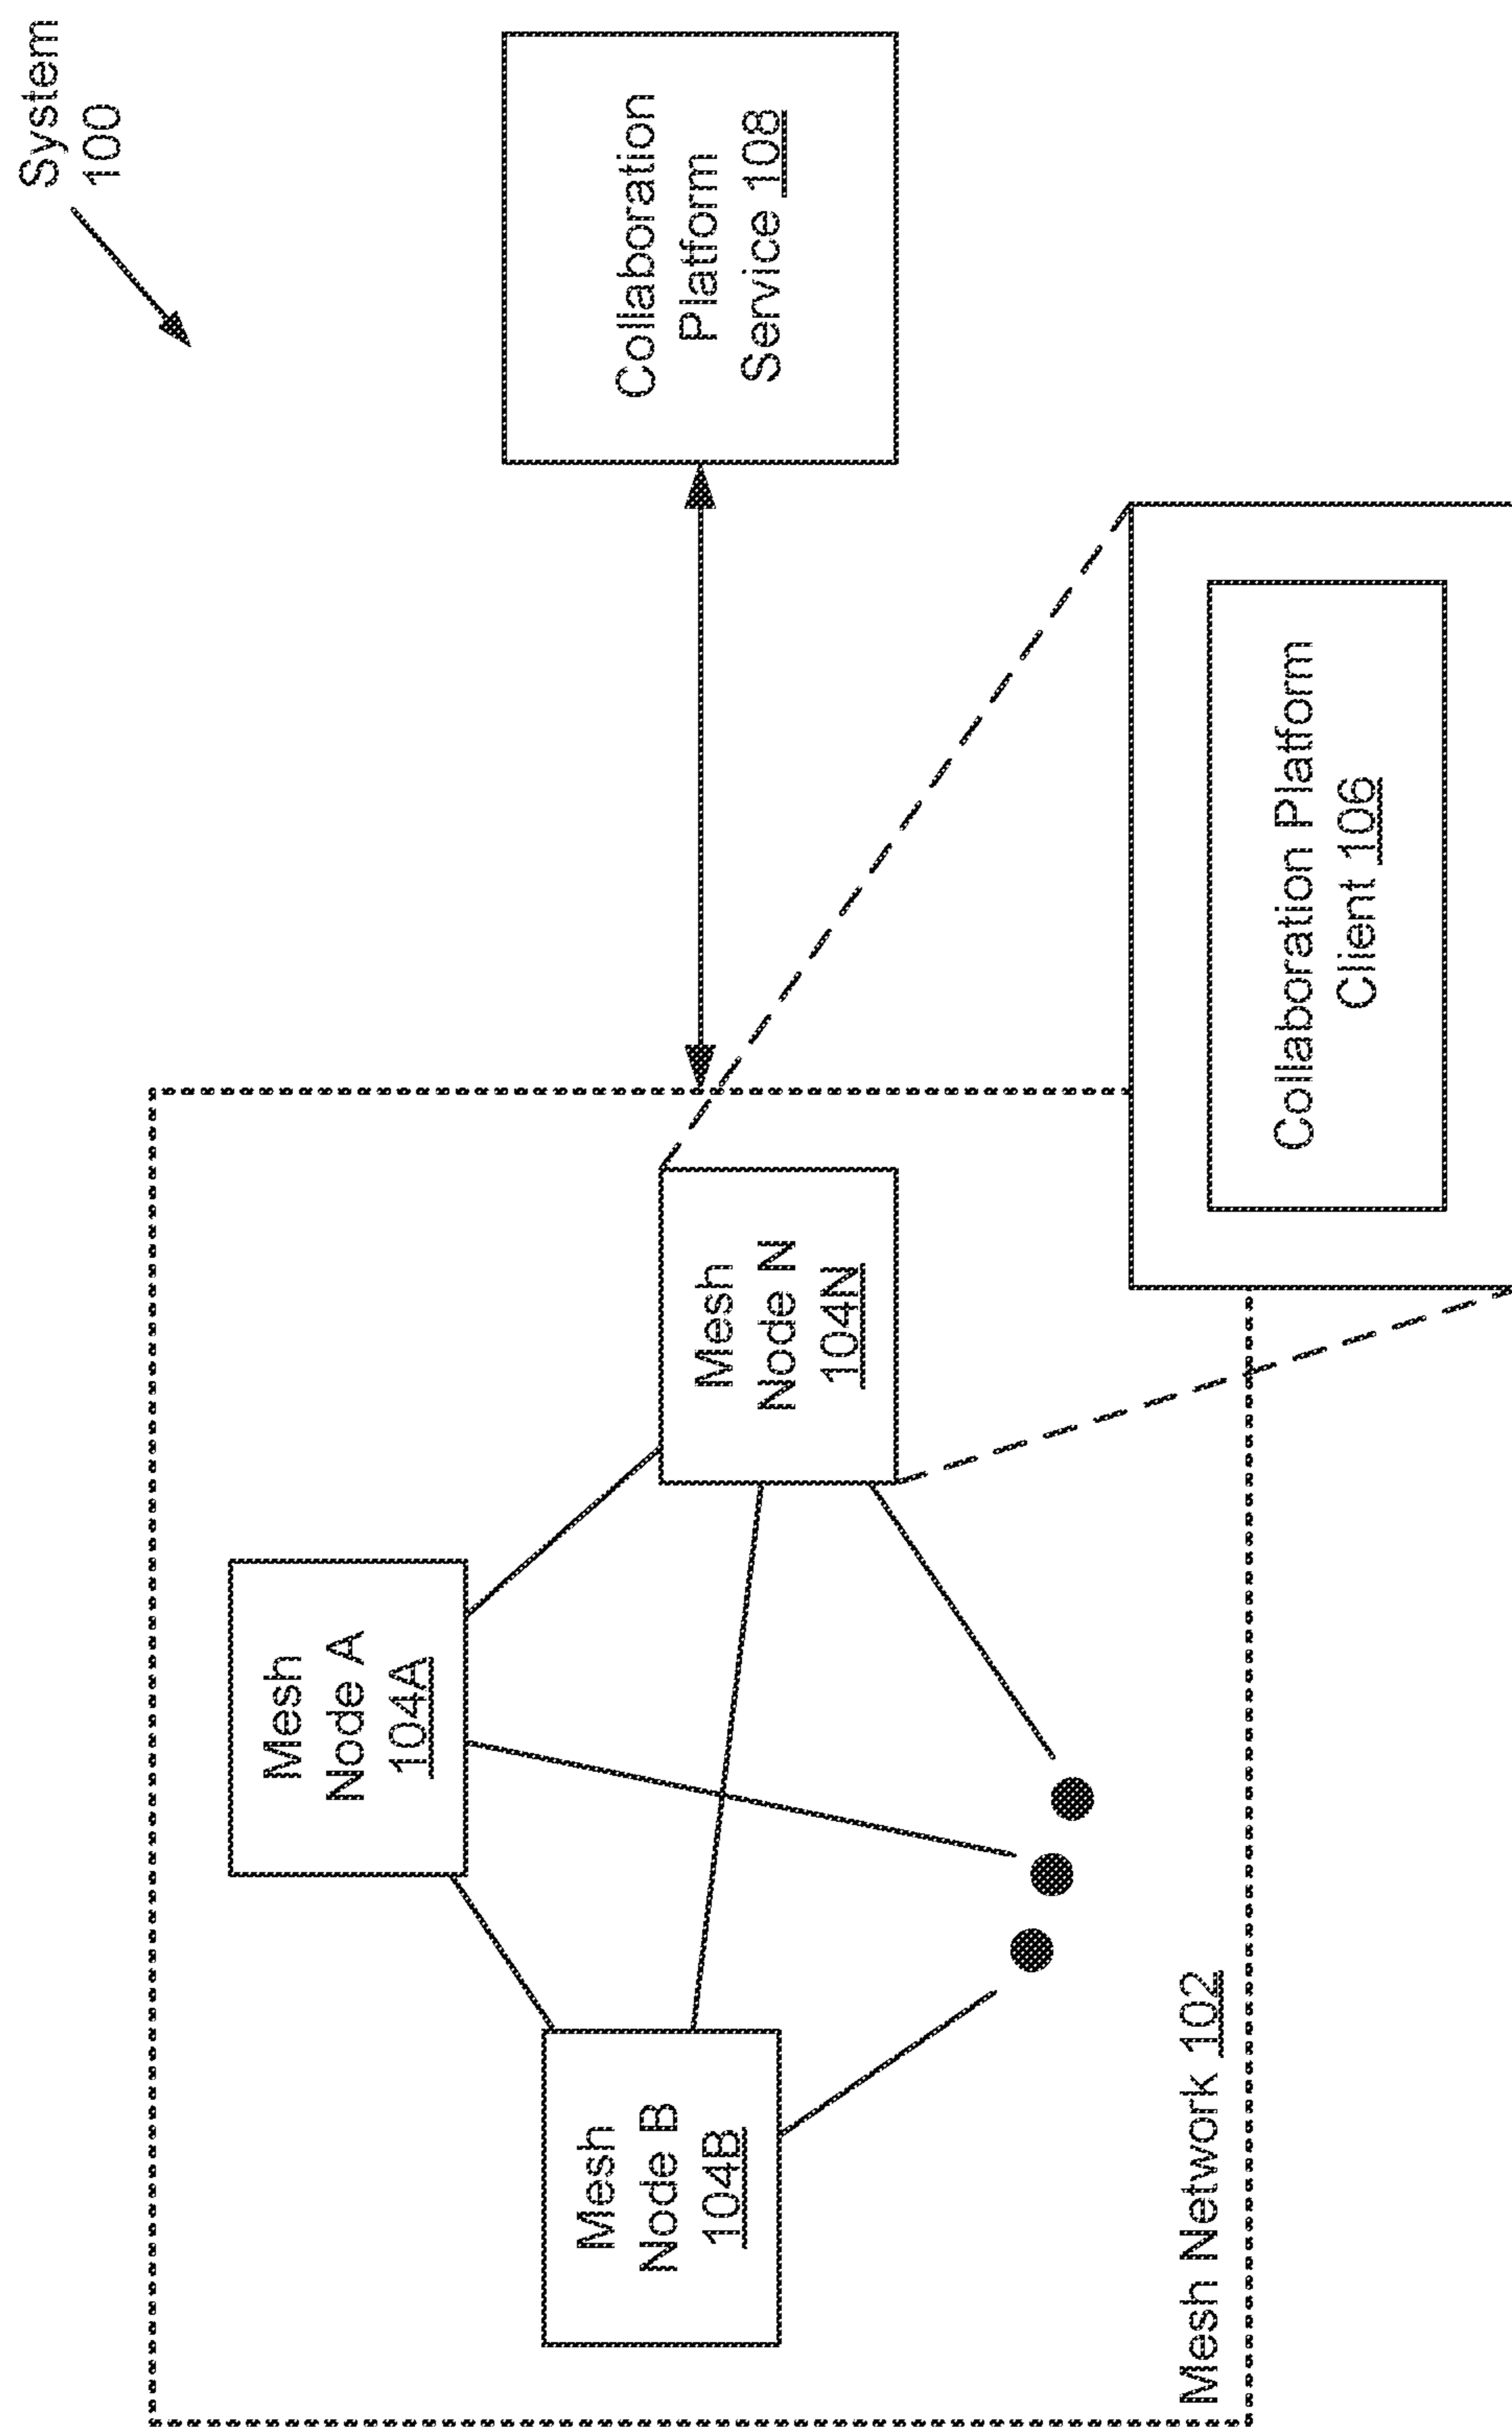 System
100
Mesh
Node A
104A
Mesh
Node B
104B
Mesh
Node N
104N
Collaboration
Platform
Service 108
Mesh Network 102
Collaboration Platform
Client 106